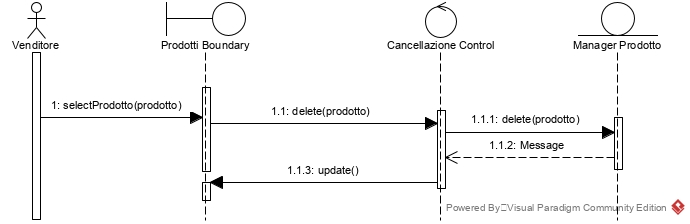 Venditore
Prodotti Boundary
Cancellazione Control
Manager Prodotto
1: selectProdotto(prodotto)
1.1: delete(prodotto)
1.1.1: delete(prodotto)
1.1.2: Message
1.1.3: update()
Powered By Visual Paradigm Community Edition